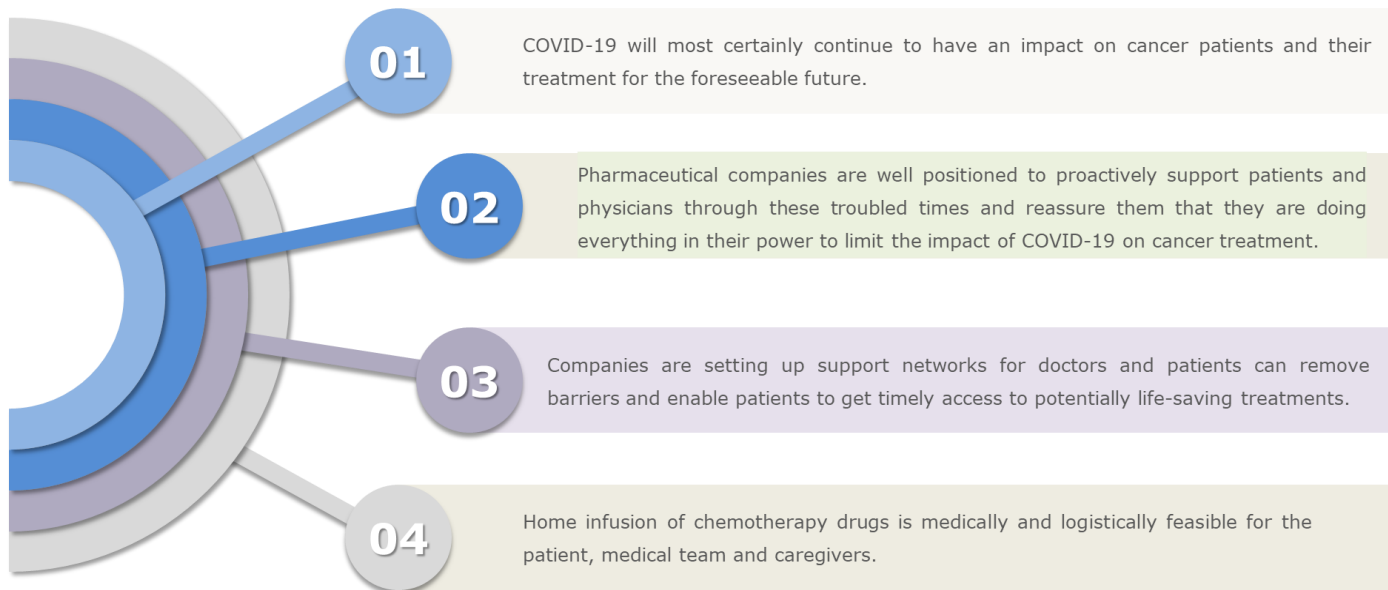 01
COVID-19 will most certainly continue to have an impact on cancer patients and their
treatment for the foreseeable future.
02
Pharmaceutical companies are well positioned to proactively support patients and
physicians through these troubled times and reassure them that they are doing
everything in their power to limit the impact of COVID-19 on cancer treatment.
03
Companies are setting up support networks for doctors and patients can remove
barriers and enable patients to get timely access to potentially life-saving treatments.
04
Home infusion of chemotherapy drugs is medically and logistically feasible for the
patient, medical team and caregivers.